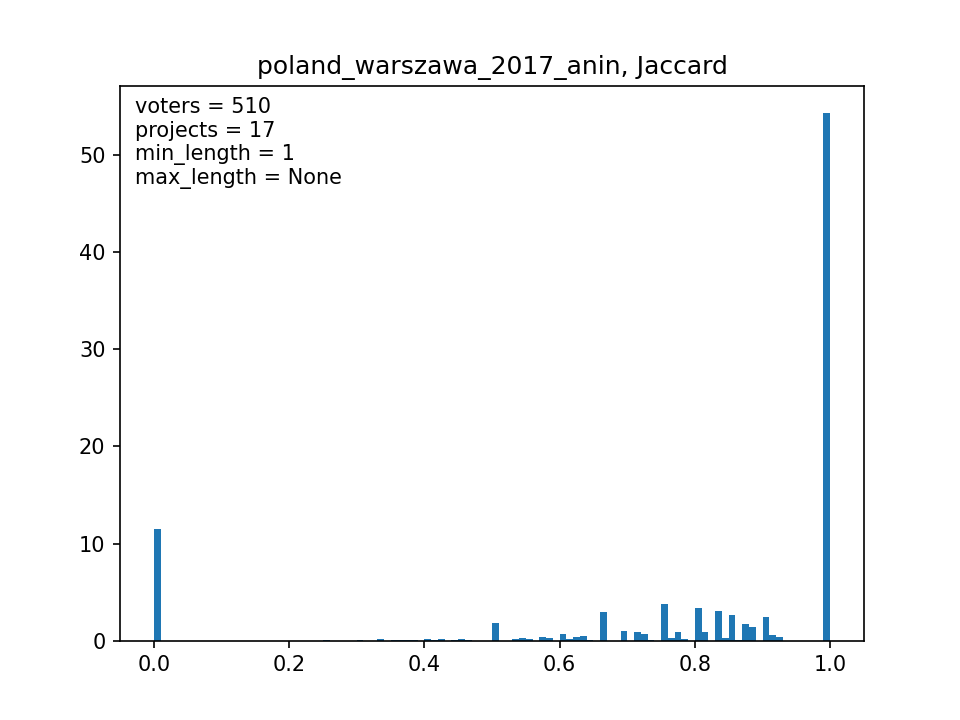 poland_warszawa_2017_anin, Jaccard
voters = 510
projects = 17
min_length = 1
max_length = None
50
40
30
20
10
0
0.0 0.2 0.4 0.6 0.8 1.0